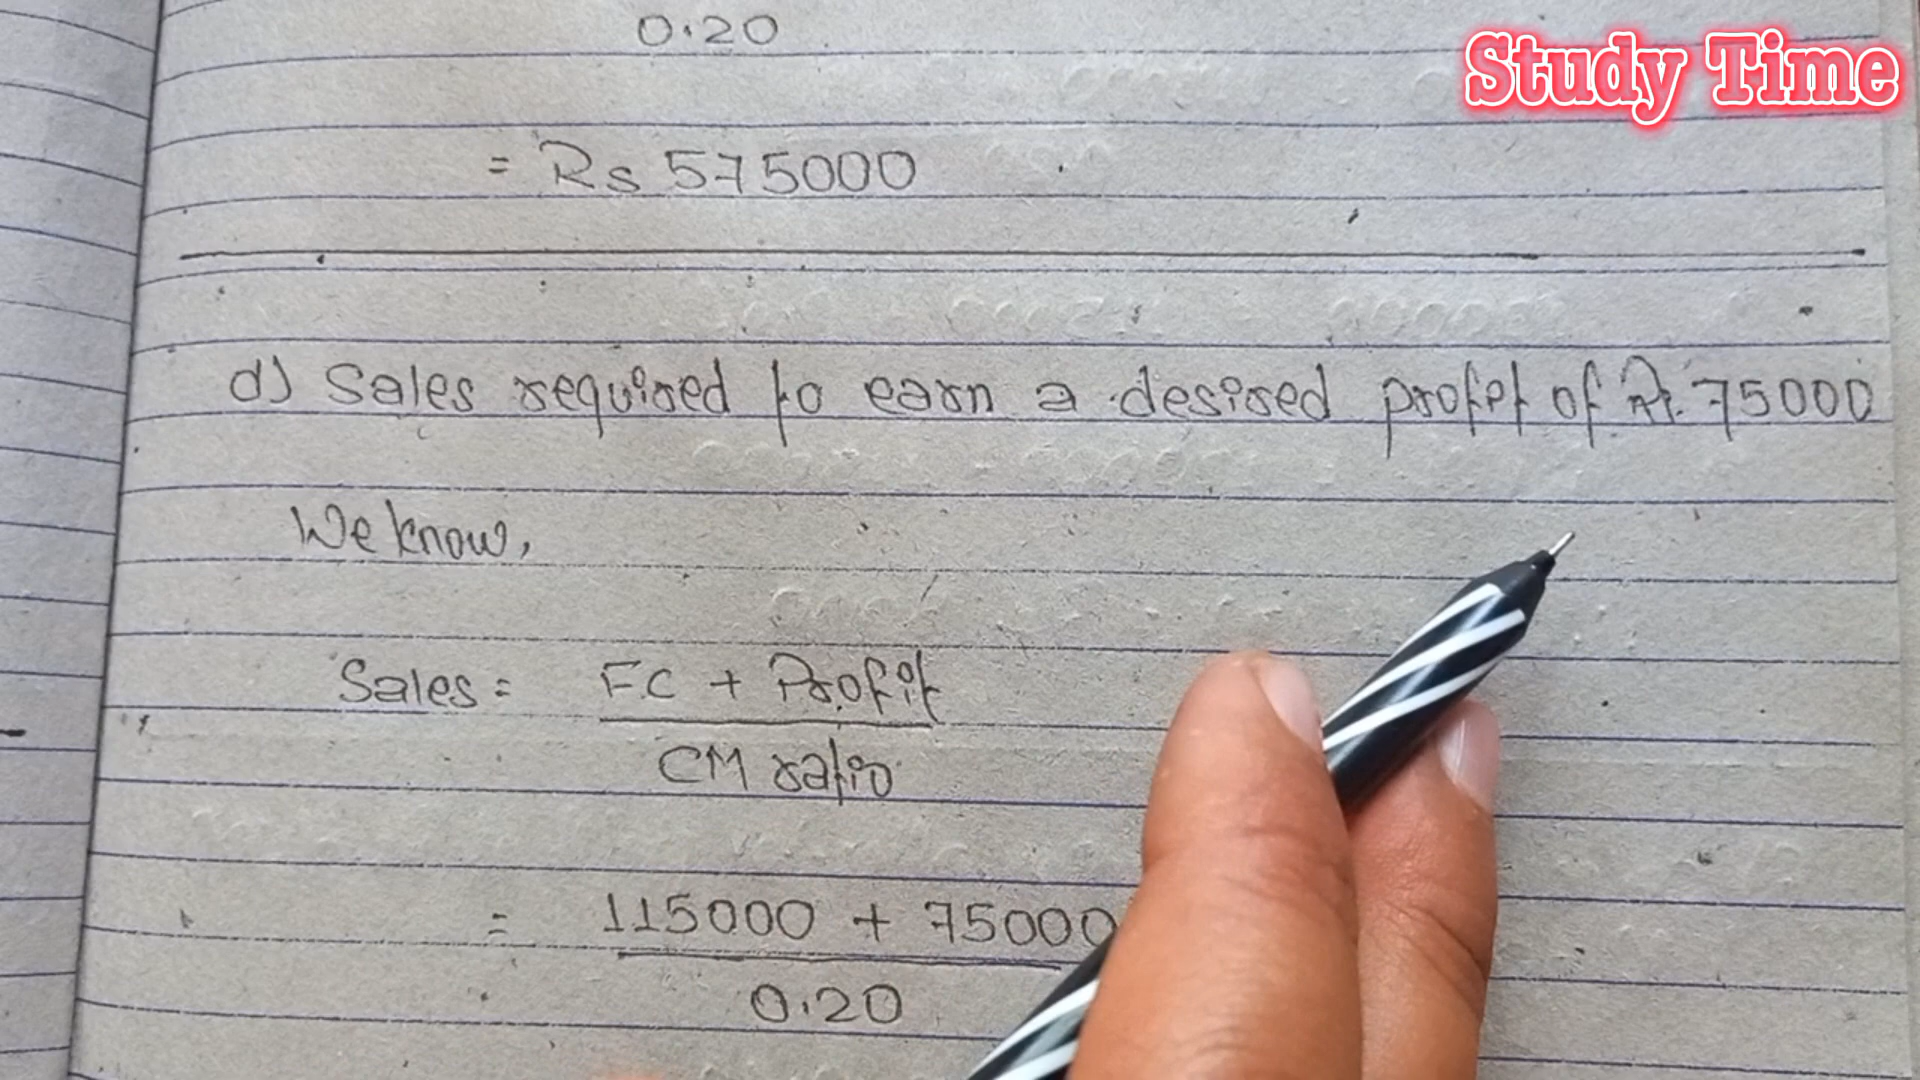 0.20
Study Time
= Rs 575000
d) Sales required to earn a desired profit of Rs. 75000
We know,
Sales = FC + Profit
CM ratio
= 115000 + 75000
0.20